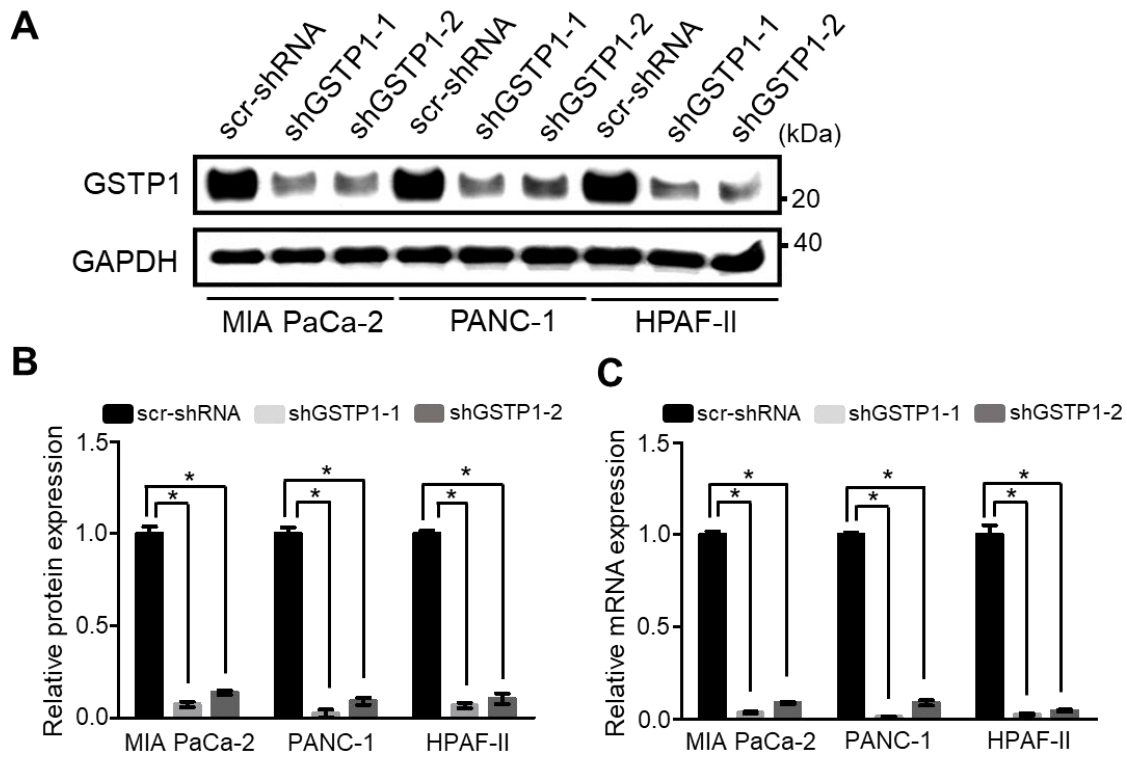 A
scr-shRNA shGSTP1-1 shGSTP1-2 scr-shRNA shGSTP1-1 shGSTP1-2 scr-shRNA shGSTP1-1 shGSTP1-2
(kDa)
GSTP1
20
GAPDH
40
MIA PaCa-2 PANC-1 HPAF-II
B
scr-shRNA shGSTP1-1 shGSTP1-2
Relative protein expression
1.5
1.0
0.5
0.0
* * * * * *
MIA PaCa-2 PANC-1 HPAF-II
C
scr-shRNA shGSTP1-1 shGSTP1-2
Relative mRNA expression
1.5
1.0
0.5
0.0
* * * * * *
MIA PaCa-2 PANC-1 HPAF-II